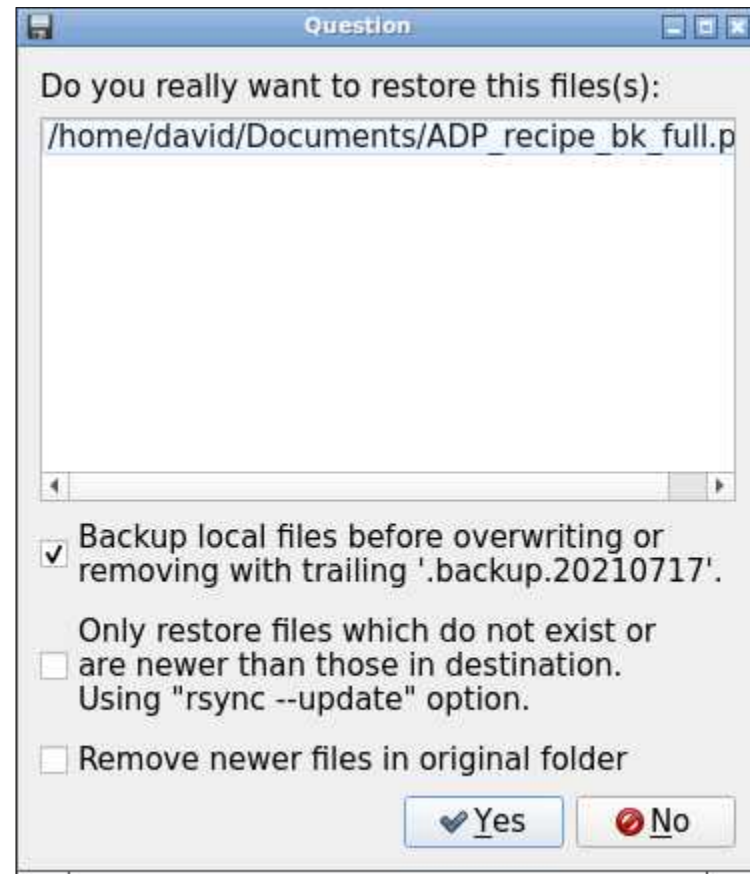 Question
Do you really want to restore this files(s):
/home/david/Documents/ADP_recipe_bk_full.p
Backup local files before overwriting or
removing with trailing '.backup.20210717'.
Only restore files which do not exist or
are newer than those in destination.
Using "rsync --update" option.
Remove newer files in original folder
Yes
No